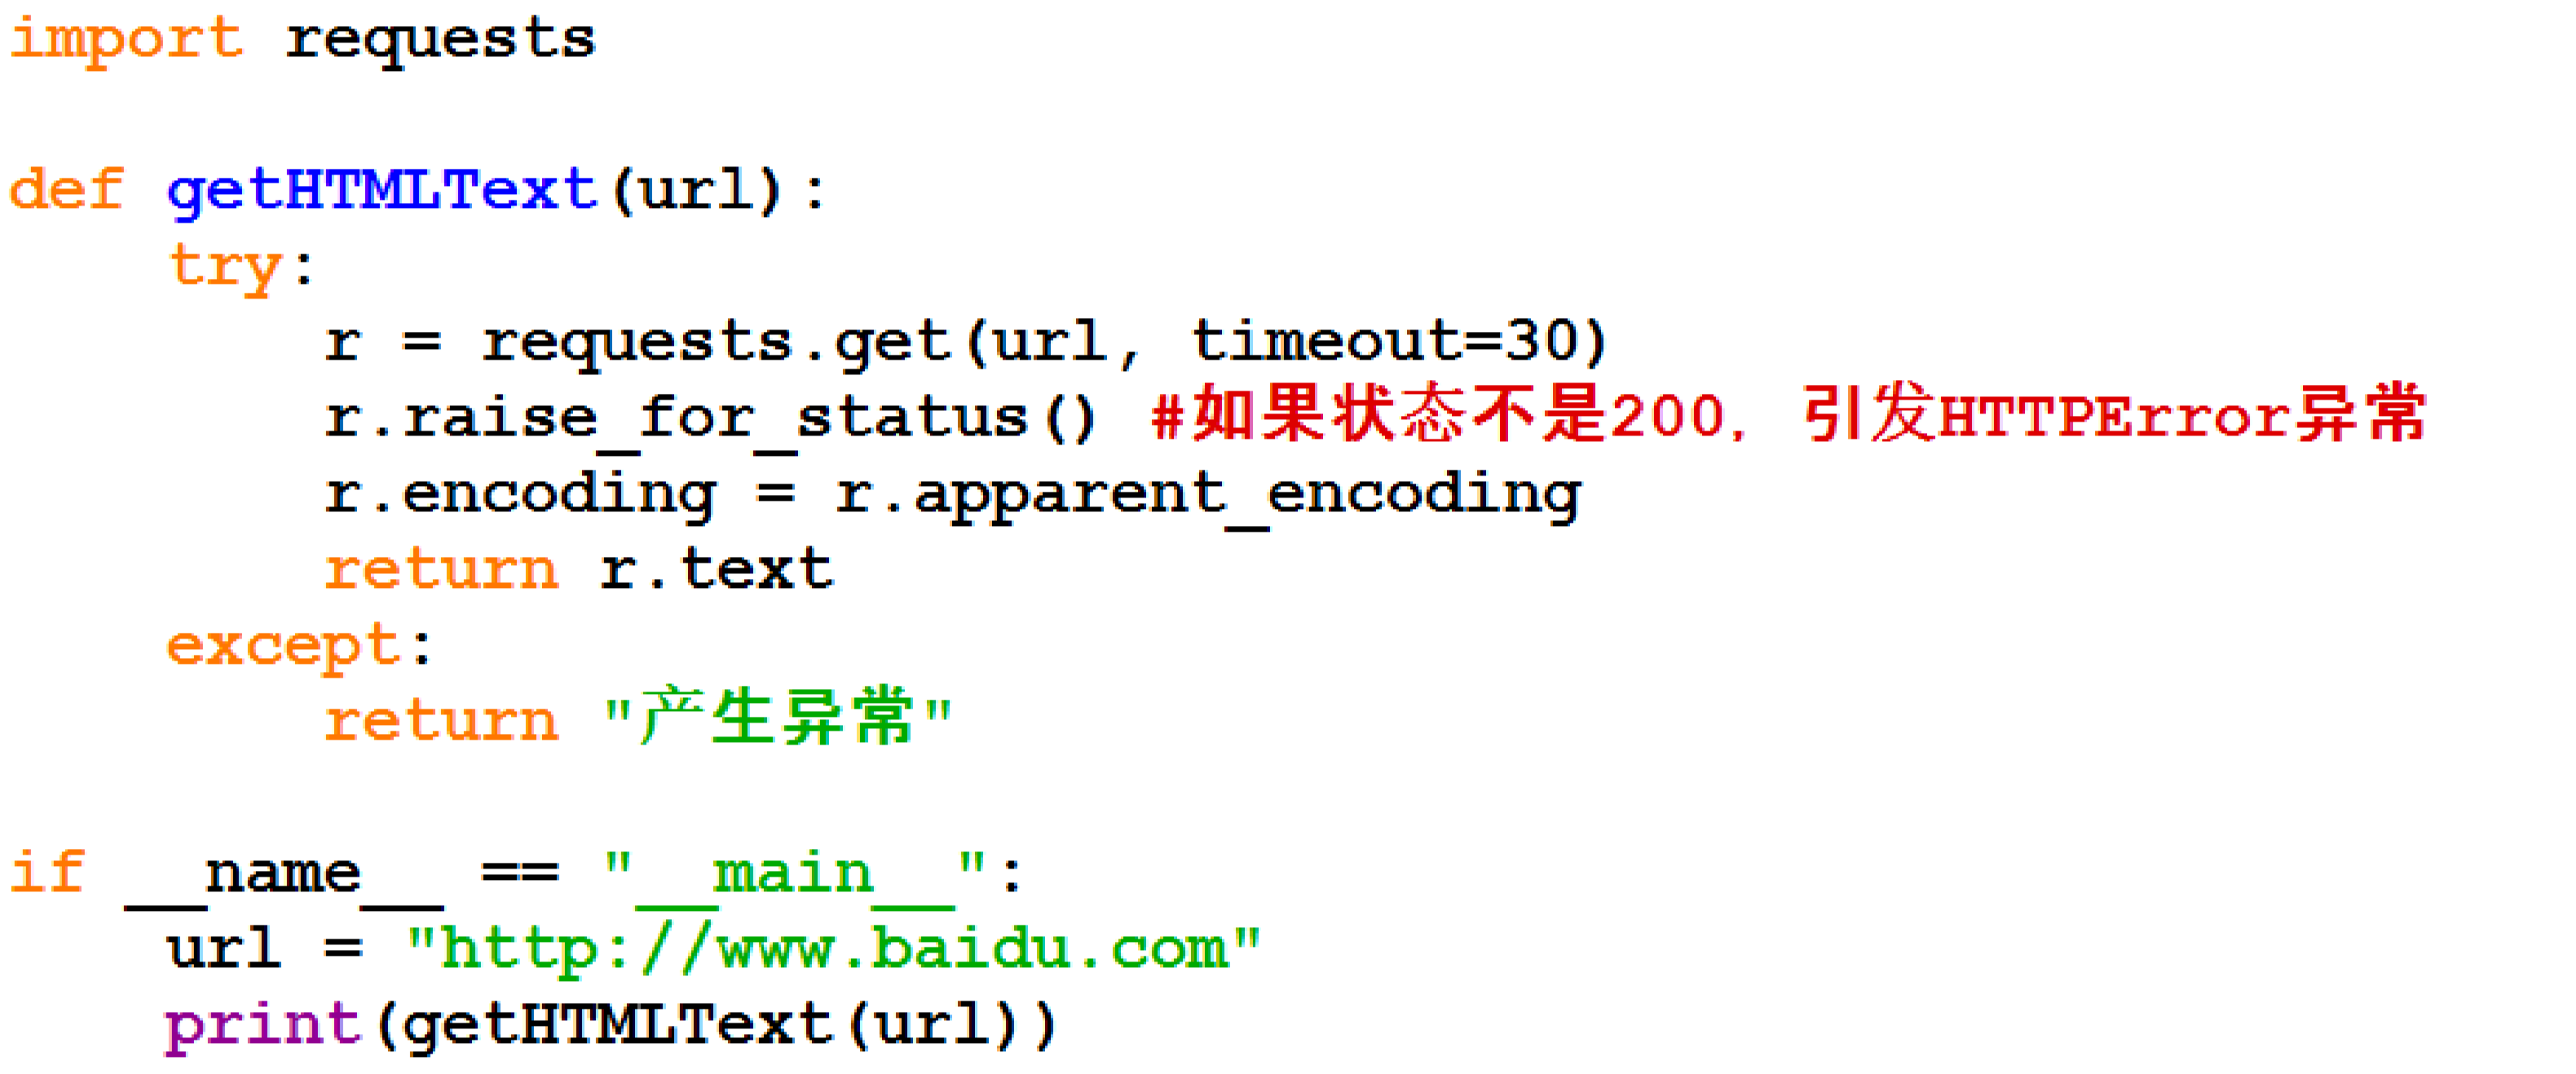 import requests
def getHTMLText(url):
    try:
        r = requests.get(url, timeout=30)
        r.raise_for_status() #如果状态不是200, 引发HTTPError异常
        r.encoding = r.apparent_encoding
        return r.text
    except:
        return "产生异常"
if __name__ == "__main__":
    url = "http://www.baidu.com"
    print(getHTMLText(url))